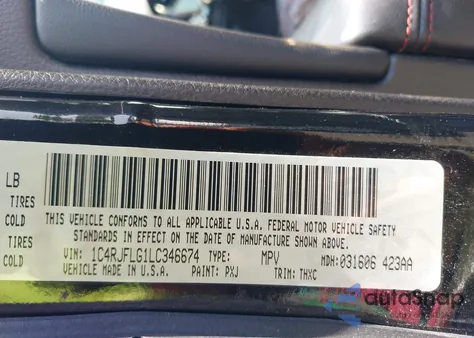 LB
TIRES
COLD
TIRES
COLD
THIS VEHICLE CONFORMS TO ALL APPLICABLE U.S.A. FEDERAL MOTOR VEHICLE SAFETY
STANDARDS IN EFFECT ON THE DATE OF MANUFACTURE SHOWN ABOVE.
VIN: 1C4RJFLG1LC346674 TYPE: MPV MDH: 031606 423AA
VEHICLE MADE IN U.S.A. PAINT: PXJ TRIM: THXC
autoSnap